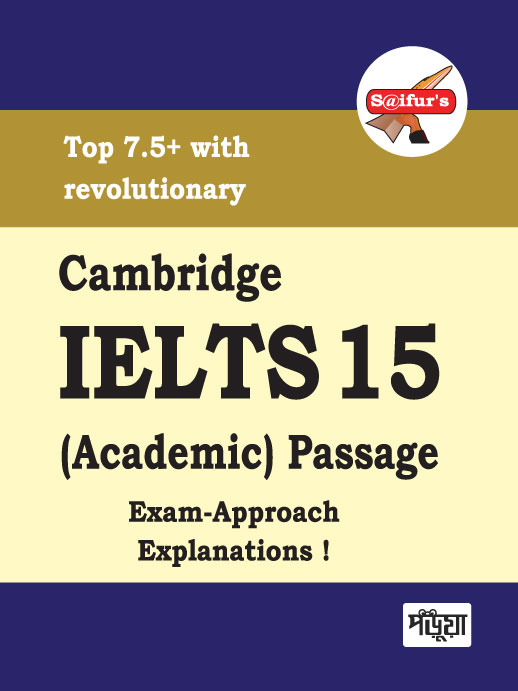 S@ifur's
Top 7.5+ with
revolutionary
Cambridge
IELTS 15
(Academic) Passage
Exam-Approach
Explanations !
পড়ুয়া